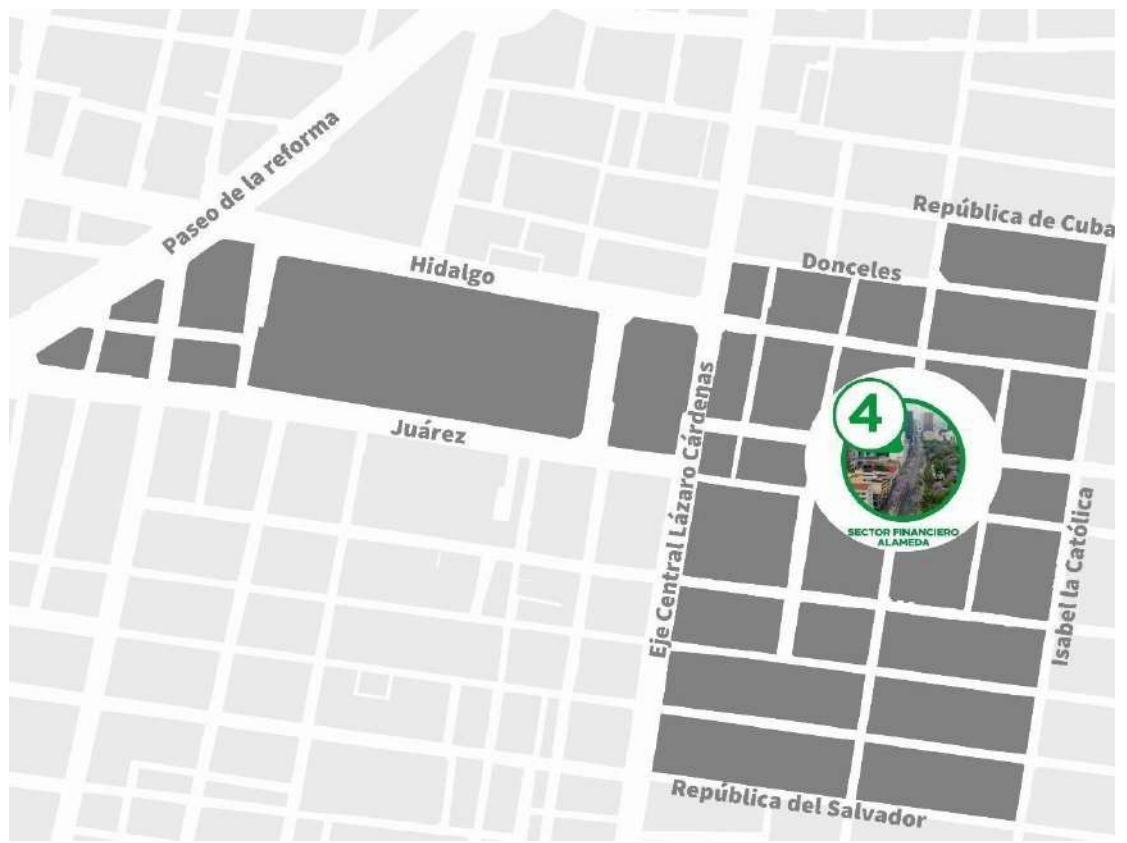 Paseo de la reforma
República de Cuba
Donceles
Hidalgo
4
Juárez
Eje Central Lázaro Cárdenas
SECTOR FINANCIERO
ALAMEDA
Isabel la Católica
República del Salvador